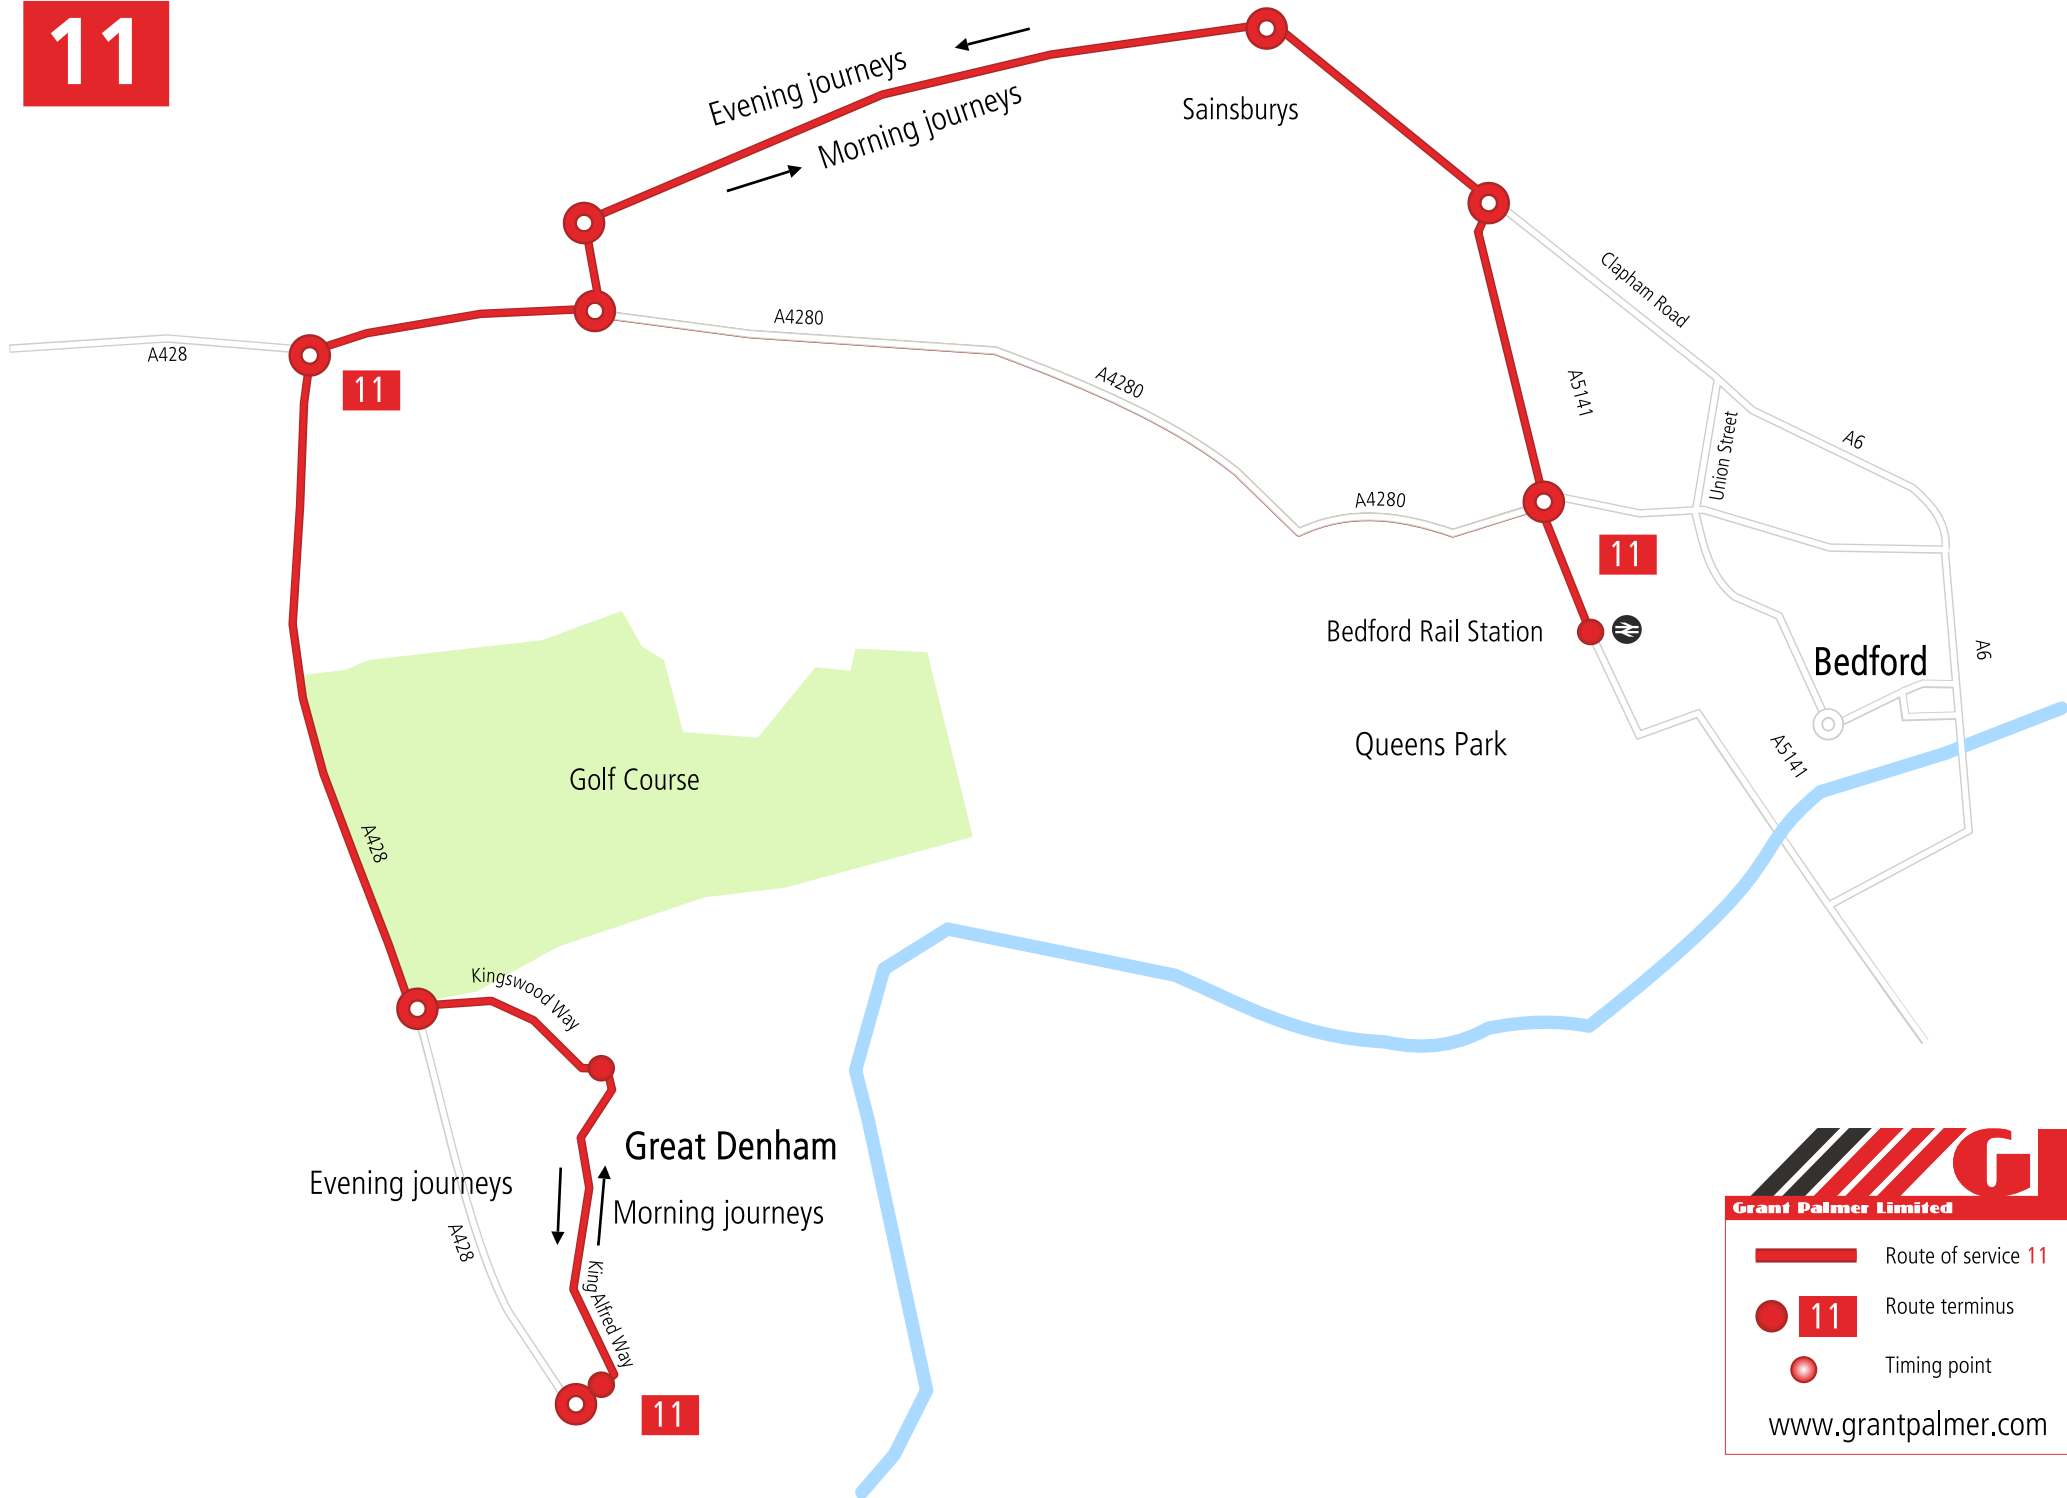 11
Evening journeys
Morning journeys
Sainsburys
Clapham Road
A4280
A428
11
A4280
A5141
Union Street
A6
A4280
11
Bedford Rail Station
Bedford
A6
Queens Park
A5141
Golf Course
A428
Kingswood Way
Great Denham
Evening journeys
Morning journeys
A428
King Alfred Way
11
GP
Grant Palmer Limited
Route of service 11
11 Route terminus
Timing point
www.grantpalmer.com